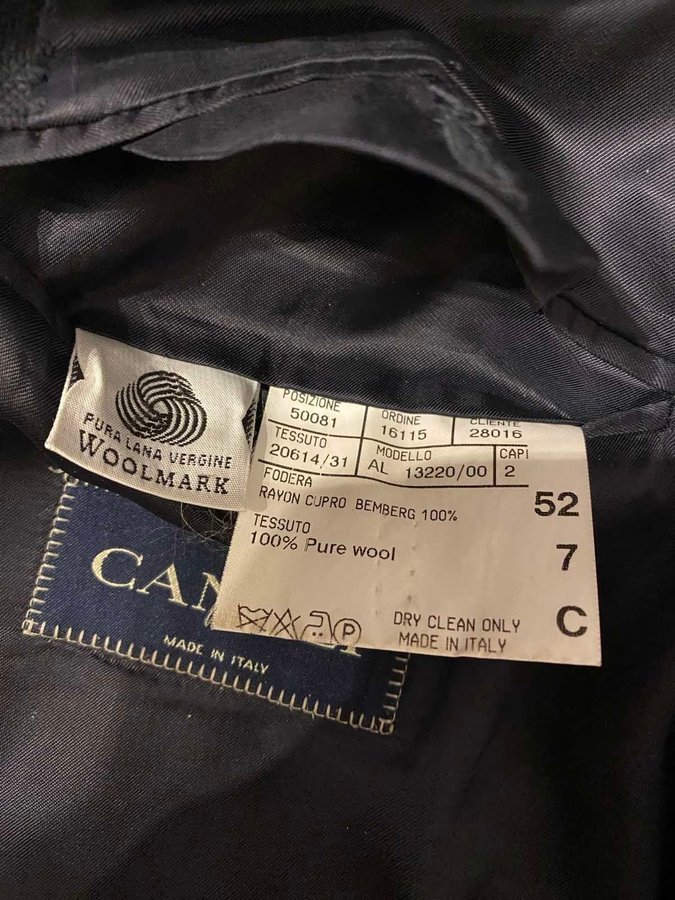 PURA LANA VERGINE
WOOLMARK
POSIZIONE
50081
ORDINE
16115
CLIENTE
28016
TESSUTO
20614/31
MODELLO
AL 13220/00
CAPI
2
FODERA
RAYON CUPRO BEMBERG 100%
TESSUTO
100% Pure wool
52
7
C
P
DRY CLEAN ONLY
MADE IN ITALY
CAN
MADE IN ITALY